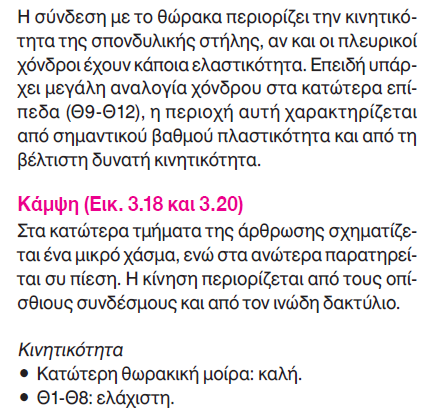 Η σύνδεση με το θώρακα περιορίζει την κινητικό-
τητα της σπονδυλικής στήλης, αν και οι πλευρικοί
χόνδροι έχουν κάποια ελαστικότητα. Επειδή υπάρ-
χει μεγάλη αναλογία χόνδρου στα κατώτερα επί-
πεδα (Θ9-Θ12), η περιοχή αυτή χαρακτηρίζεται
από σημαντικού βαθμού πλαστικότητα και από τη
βέλτιστη δυνατή κινητικότητα.
Κάμψη (Εικ. 3.18 και 3.20)
Στα κατώτερα τμήματα της άρθρωσης σχηματίζε-
ται ένα μικρό χάσμα, ενώ στα ανώτερα παρατηρεί-
ται συ πίεση. Η κίνηση περιορίζεται από τους οπί-
σθιους συνδέσμους και από τον ινώδη δακτύλιο.
Κινητικότητα
• Κατώτερη θωρακική μοίρα: καλή.
• Θ1-Θ8: ελάχιστη.